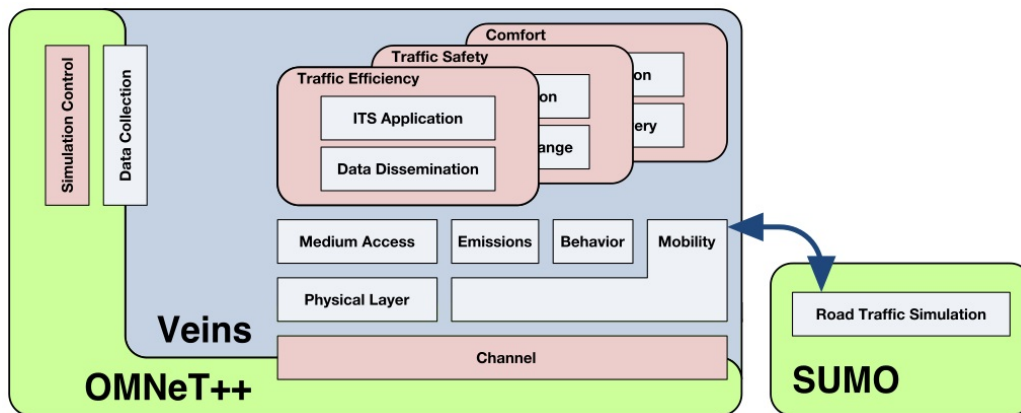 Comfort
on
ery
Traffic Safety
on
ange
Traffic Efficiency
ITS Application
Data Dissemination
Simulation Control
Data Collection
Medium Access
Emissions
Behavior
Mobility
Physical Layer
Channel
Veins
OMNeT++
Road Traffic Simulation
SUMO